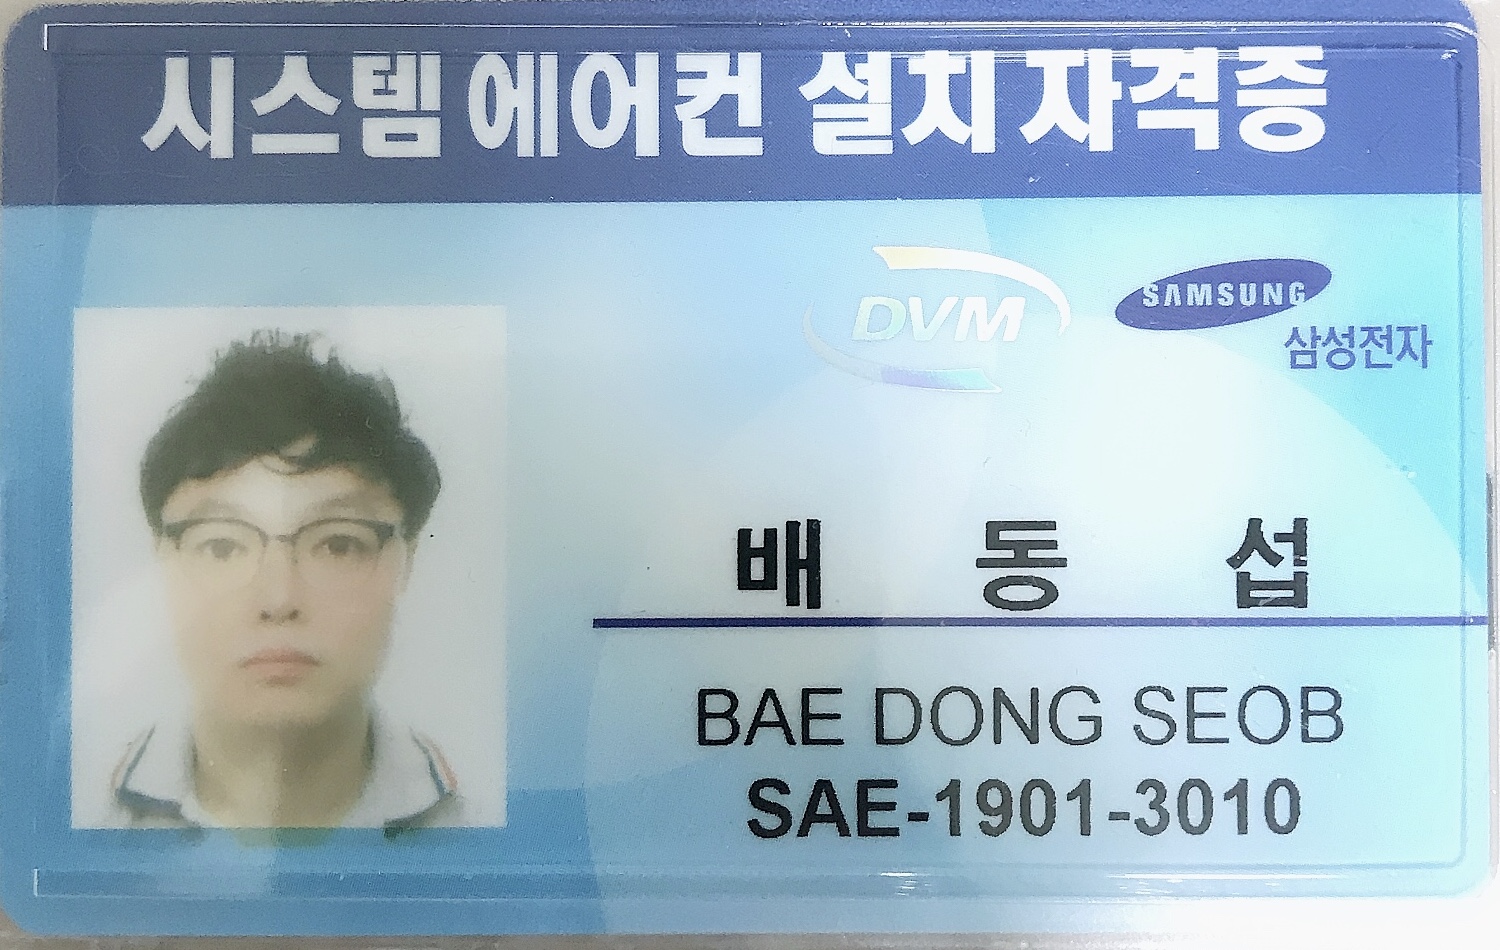 시스템 에어컨 설치 자격증
DVM
SAMSUNG
삼성전자
배 동 섭
BAE DONG SEOB
SAE-1901-3010